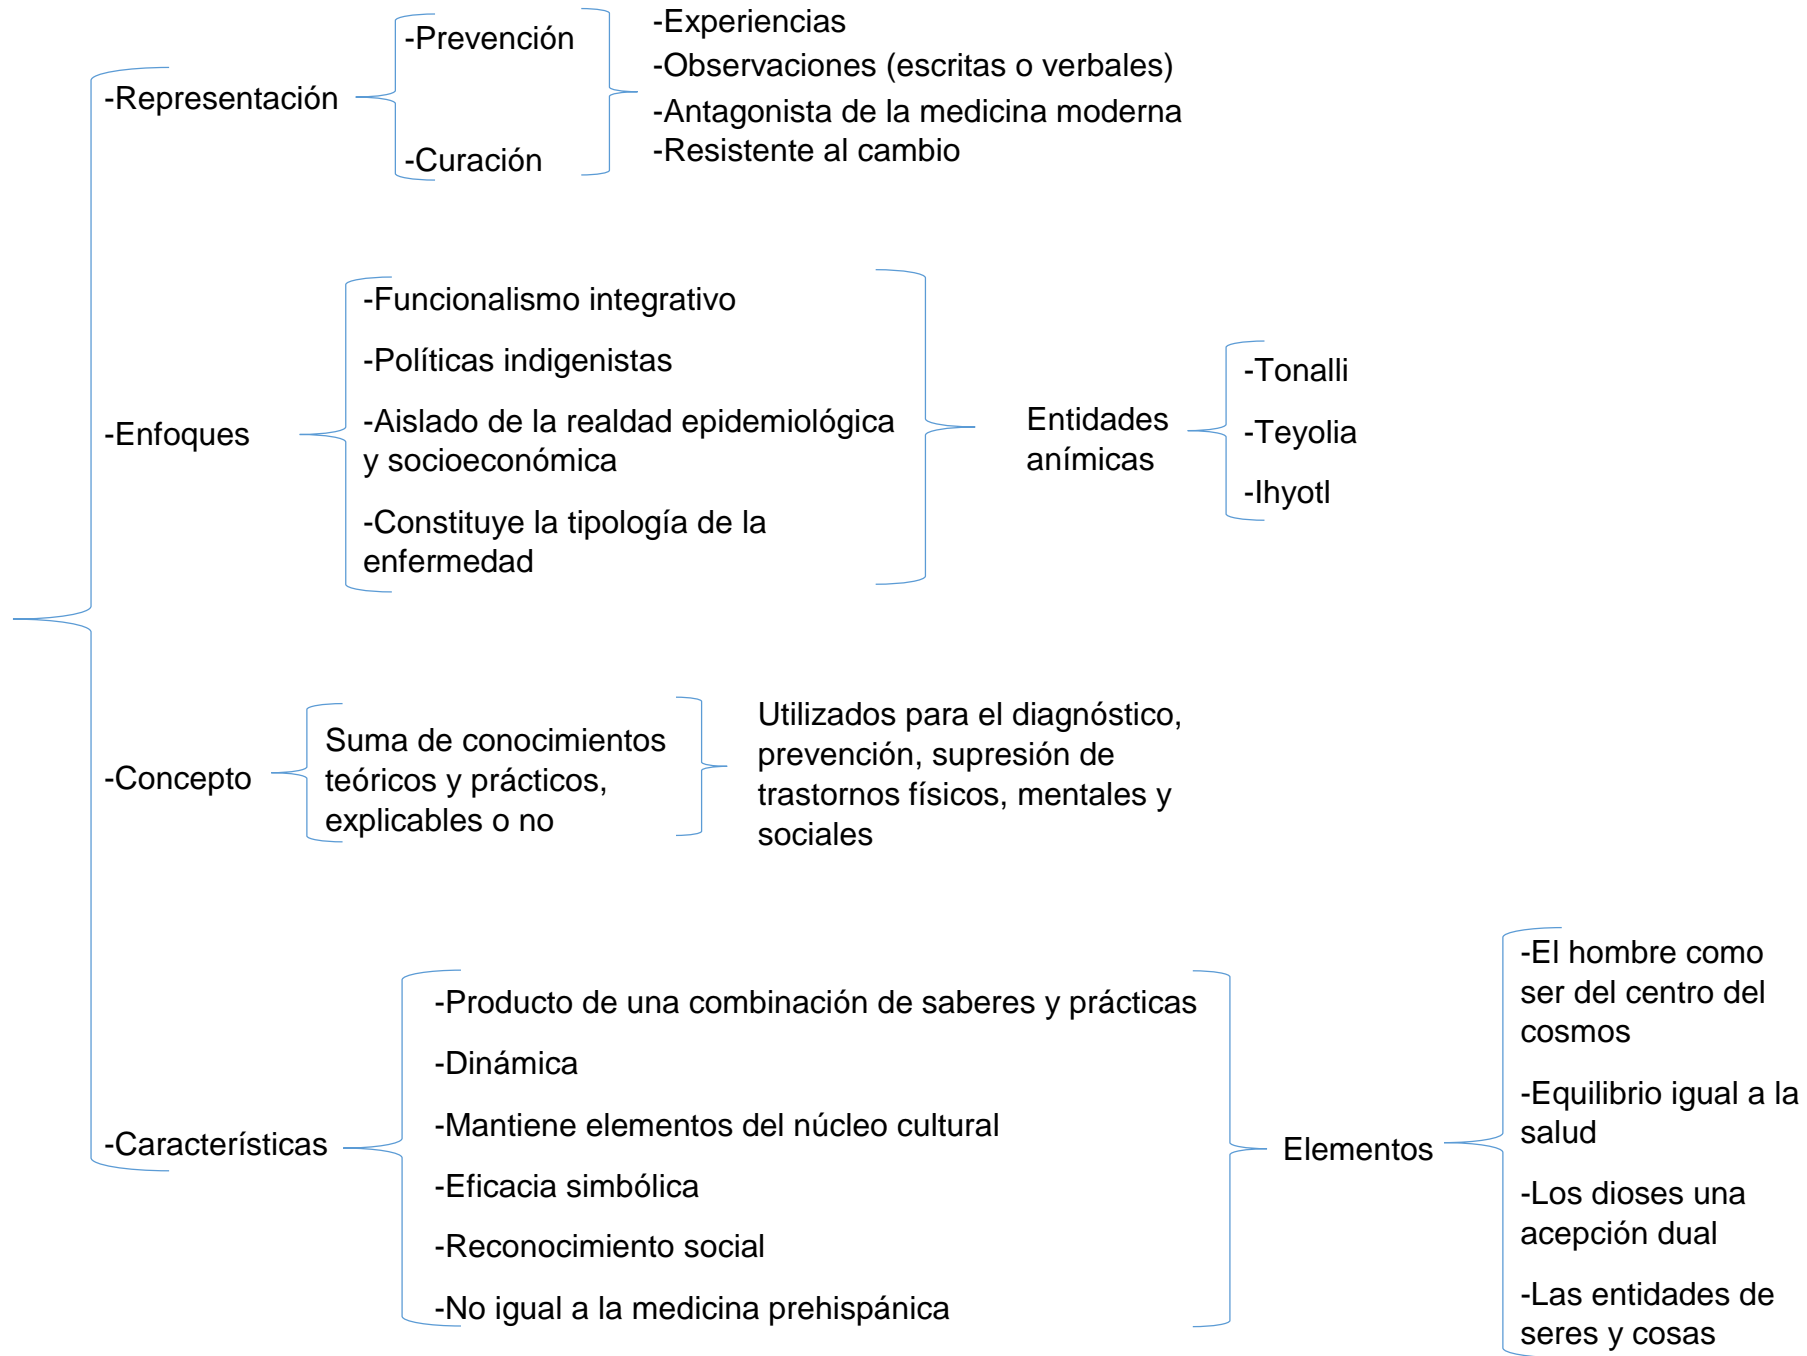 -Representación
-Prevención
-Curación
-Experiencias
-Observaciones (escritas o verbales)
-Antagonista de la medicina moderna
-Resistente al cambio
-Enfoques
-Funcionalismo integrativo
-Políticas indigenistas
-Aislado de la realdad epidemiológica
y socioeconómica
-Constituye la tipología de la
enfermedad
Entidades
anímicas
-Tonalli
-Teyolia
-Ihyotl
-Concepto
Suma de conocimientos
teóricos y prácticos,
explicables o no
Utilizados para el diagnóstico,
prevención, supresión de
trastornos físicos, mentales y
sociales
-Características
-Producto de una combinación de saberes y prácticas
-Dinámica
-Mantiene elementos del núcleo cultural
-Eficacia simbólica
-Reconocimiento social
-No igual a la medicina prehispánica
Elementos
-El hombre como
ser del centro del
cosmos
-Equilibrio igual a la
salud
-Los dioses una
acepción dual
-Las entidades de
seres y cosas